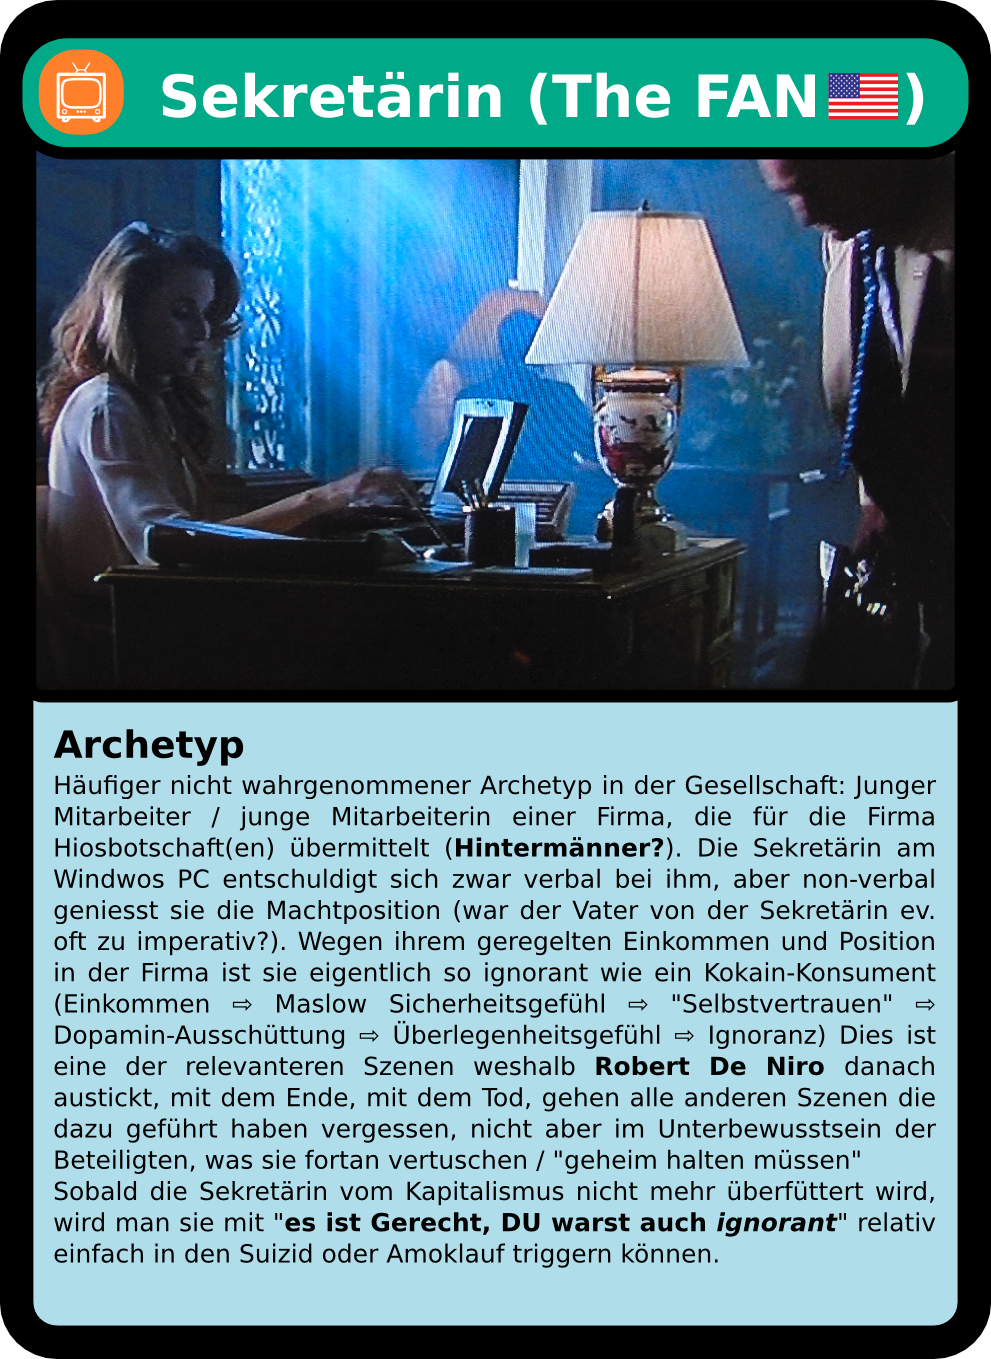 Sekretärin (The FAN🇺🇸)
Archetyp
Häufiger nicht wahrgenommener Archetyp in der Gesellschaft: Junger
Mitarbeiter / junge Mitarbeiterin einer Firma, die für die Firma
Hiosbotschaft(en) übermittelt (Hintermänner?). Die Sekretärin am
Windwos PC entschuldigt sich zwar verbal bei ihm, aber non-verbal
geniesst sie die Machtposition (war der Vater von der Sekretärin ev.
oft zu imperativ?). Wegen ihrem geregelten Einkommen und Position
in der Firma ist sie eigentlich so ignorant wie ein Kokain-Konsument
(Einkommen ⇨ Maslow Sicherheitsgefühl ⇨ "Selbstvertrauen" ⇨
Dopamin-Ausschüttung ⇨ Überlegenheitsgefühl ⇨ Ignoranz) Dies ist
eine der relevanteren Szenen weshalb Robert De Niro danach
austickt, mit dem Ende, mit dem Tod, gehen alle anderen Szenen die
dazu geführt haben vergessen, nicht aber im Unterbewusstsein der
Beteiligten, was sie fortan vertuschen / "geheim halten müssen"
Sobald die Sekretärin vom Kapitalismus nicht mehr überfüttert wird,
wird man sie mit "es ist Gerecht, DU warst auch ignorant" relativ
einfach in den Suizid oder Amoklauf triggern können.